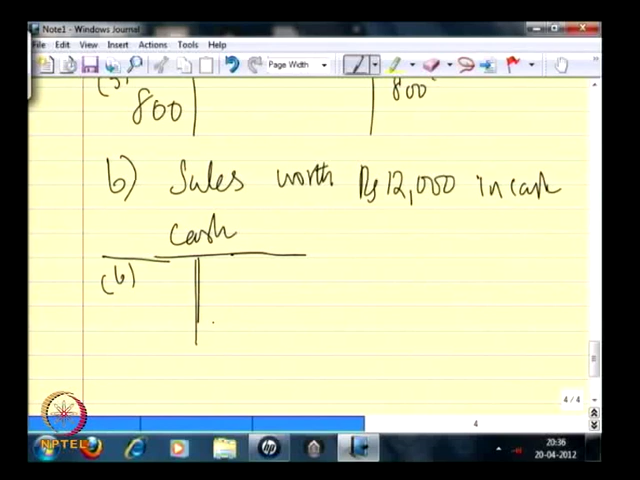 Note1 - Windows Journal
File Edit View Insert Actions Tools Help
Page Width
(5)
800 800
6) Sales worth Rs 12,000 in cash
cash
(6)
4/4
4
NPTEL
20:36
20-04-2012